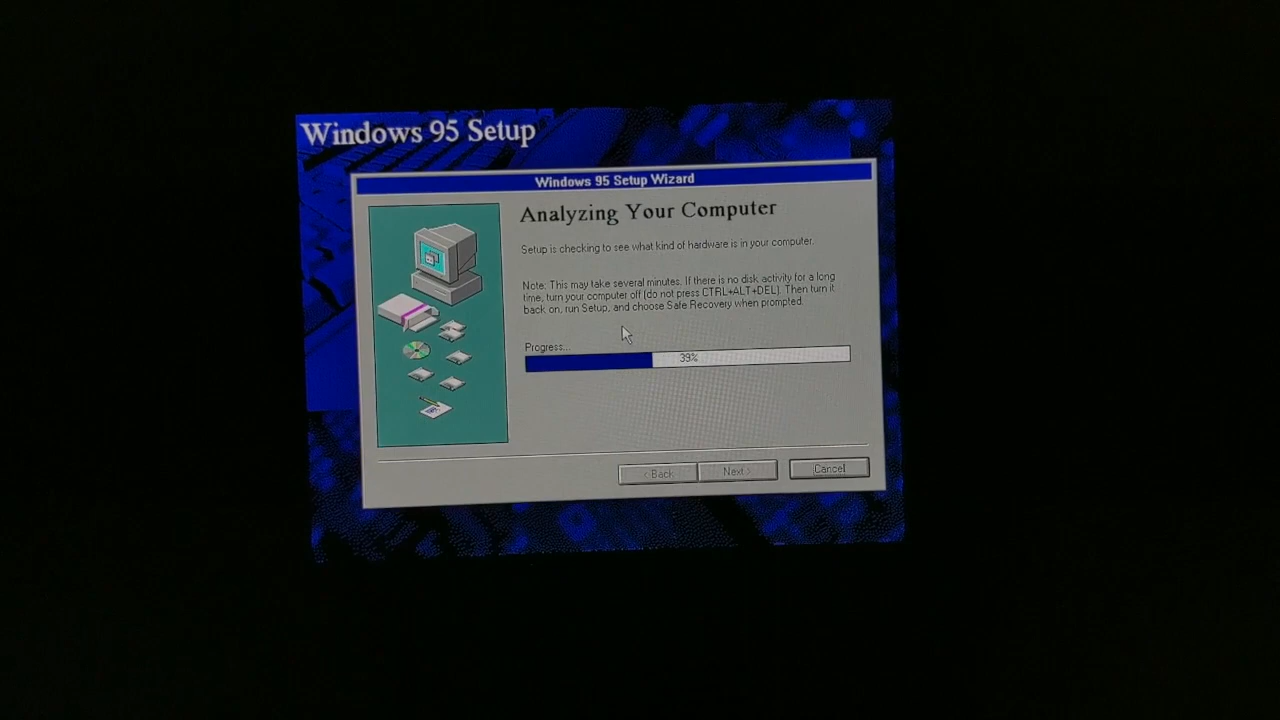 Windows 95 Setup
Windows 95 Setup Wizard
Analyzing Your Computer
Setup is checking to see what kind of hardware is in your computer.
Note: This may take several minutes. If there is no disk activity for a long
time, turn your computer off (do not press CTRL+ALT+DEL). Then turn it
back on, run Setup, and choose Safe Recovery when prompted.
Progress...
39%
< Back
Next >
Cancel